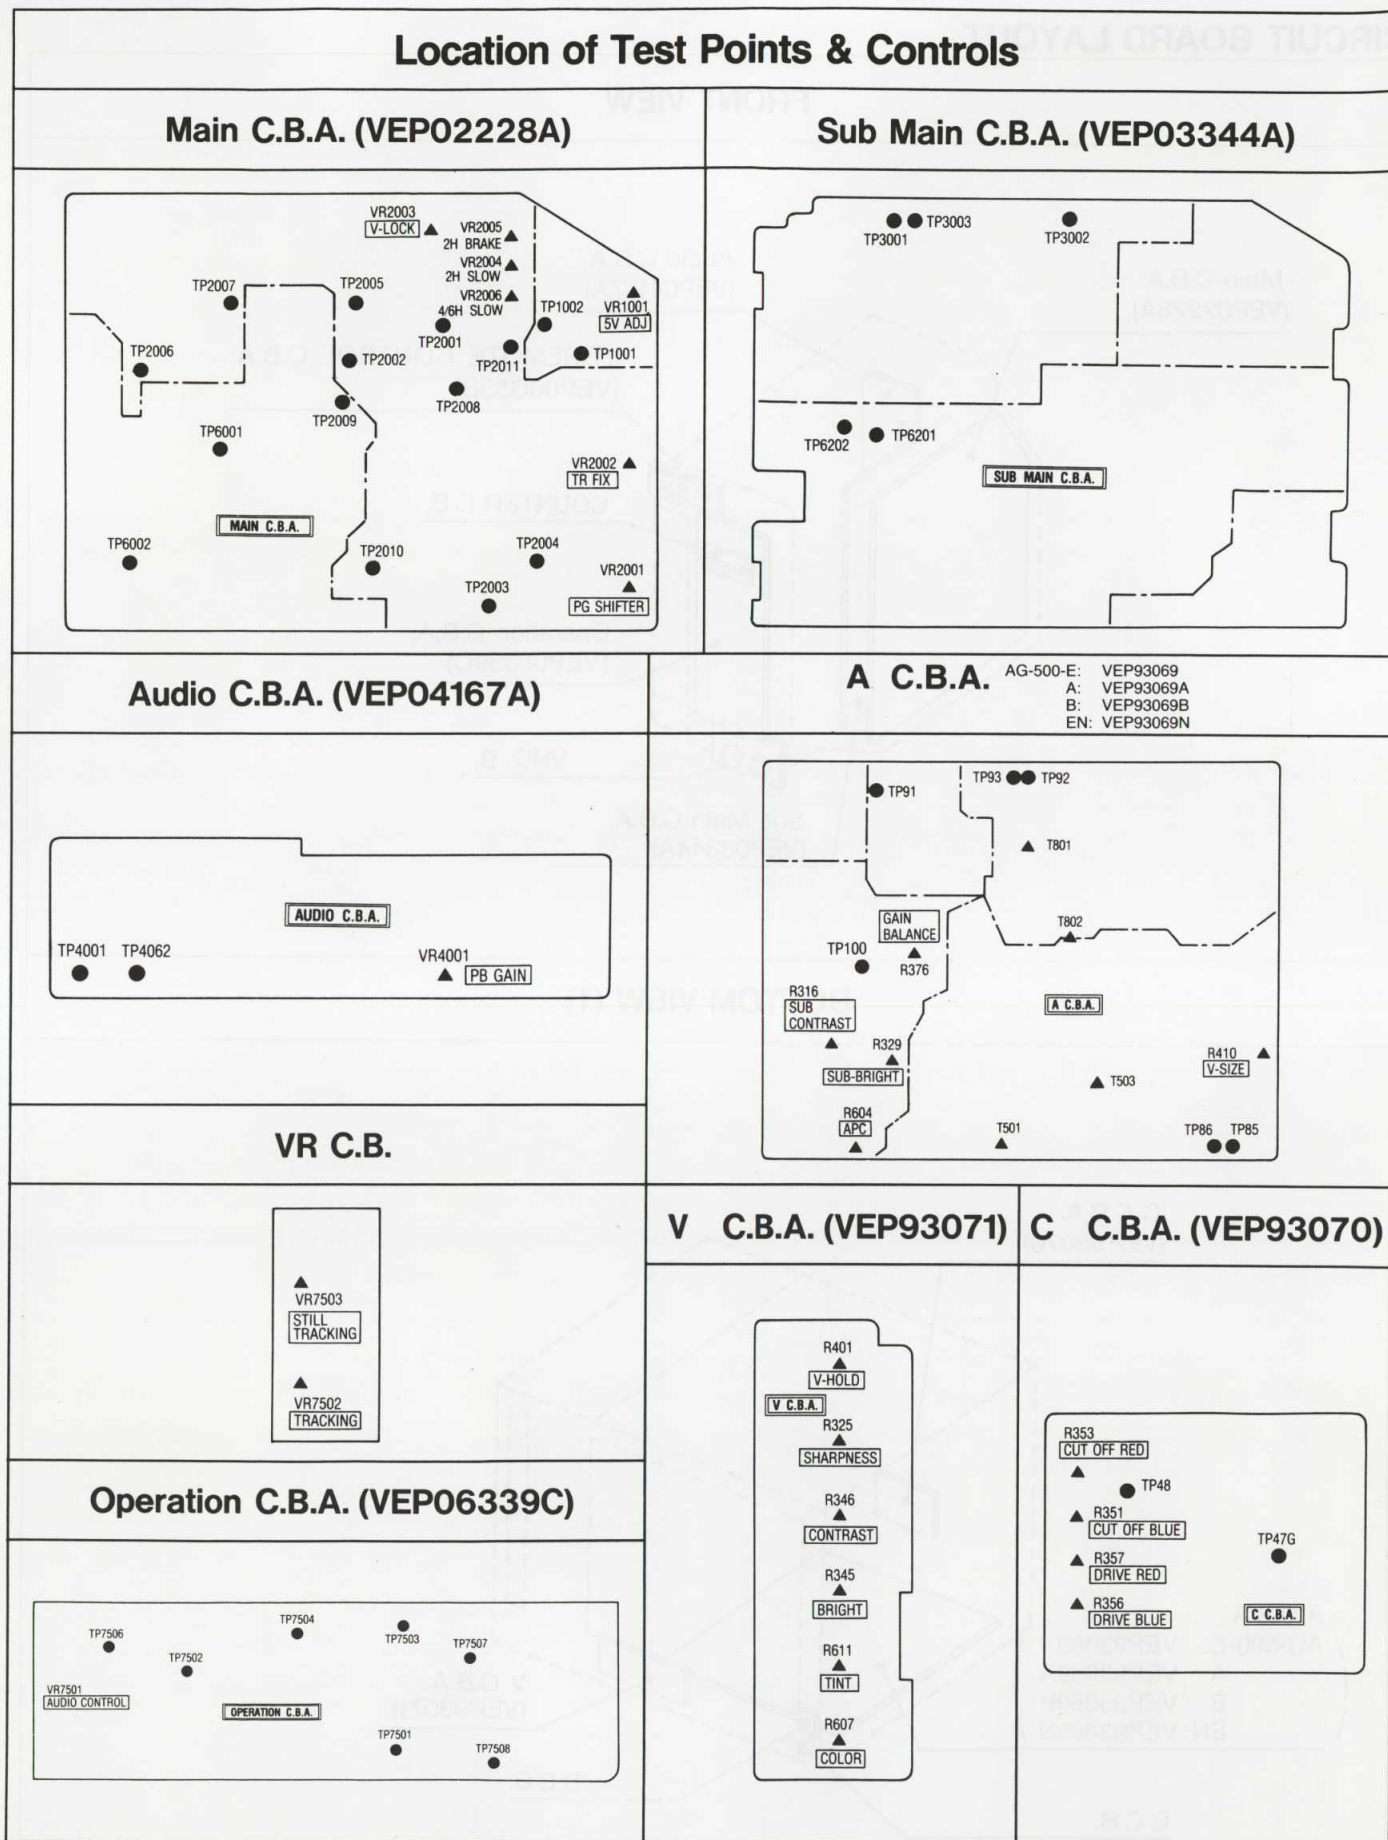 Location of Test Points & Controls
Main C.B.A. (VEP02228A)
VR2003
V-LOCK
VR2005
2H BRAKE
VR2004
2H SLOW
VR2006
4/6H SLOW
TP2007
TP2005
TP2001
TP1002
VR1001
5V ADJ
TP2006
TP2002
TP2011
TP1001
TP2009
TP2008
TP6001
VR2002
TR FIX
MAIN C.B.A.
TP6002
TP2010
TP2004
TP2003
VR2001
PG SHIFTER
Sub Main C.B.A. (VEP03344A)
TP3001
TP3003
TP3002
TP6202
TP6201
SUB MAIN C.B.A.
Audio C.B.A. (VEP04167A)
AUDIO C.B.A.
TP4001
TP4062
VR4001
PB GAIN
A C.B.A.
AG-500-E: VEP93069
A: VEP93069A
B: VEP93069B
EN: VEP93069N
TP91
TP93
TP92
T801
T802
GAIN
BALANCE
R376
TP100
R316
SUB
CONTRAST
A C.B.A.
R329
SUB-BRIGHT
R410
V-SIZE
T503
R604
APC
T501
TP86
TP85
VR C.B.
VR7503
STILL
TRACKING
VR7502
TRACKING
V C.B.A. (VEP93071)
R401
V-HOLD
V C.B.A.
R325
SHARPNESS
R346
CONTRAST
R345
BRIGHT
R611
TINT
R607
COLOR
C C.B.A. (VEP93070)
R353
CUT OFF RED
TP48
R351
CUT OFF BLUE
TP47G
R357
DRIVE RED
R356
DRIVE BLUE
C C.B.A.
Operation C.B.A. (VEP06339C)
TP7506
TP7502
TP7504
TP7503
TP7507
VR7501
AUDIO CONTROL
OPERATION C.B.A.
TP7501
TP7508